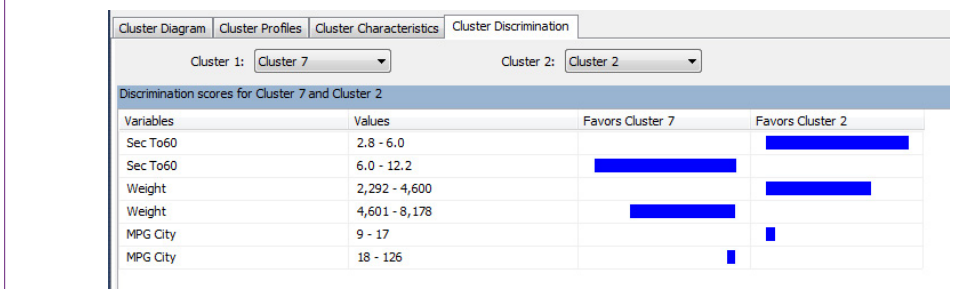 Cluster Diagram Cluster Profiles Cluster Characteristics Cluster Discrimination
Cluster 1: Cluster 7 Cluster 2: Cluster 2
Discrimination scores for Cluster 7 and Cluster 2
Variables Values Favors Cluster 7 Favors Cluster 2
Sec To60 2.8 - 6.0
Sec To60 6.0 - 12.2
Weight 2,292 - 4,600
Weight 4,601 - 8,178
MPG City 9 - 17
MPG City 18 - 126